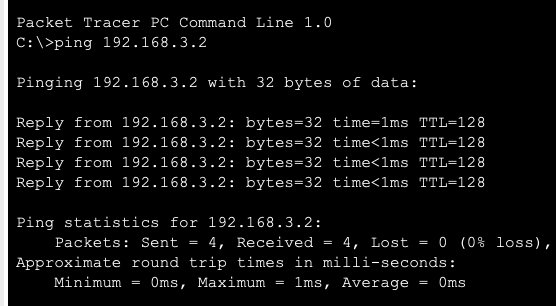 Packet Tracer PC Command Line 1.0
C:\>ping 192.168.3.2
Pinging 192.168.3.2 with 32 bytes of data:
Reply from 192.168.3.2: bytes=32 time=1ms TTL=128
Reply from 192.168.3.2: bytes=32 time<1ms TTL=128
Reply from 192.168.3.2: bytes=32 time<1ms TTL=128
Reply from 192.168.3.2: bytes=32 time<1ms TTL=128
Ping statistics for 192.168.3.2:
    Packets: Sent = 4, Received = 4, Lost = 0 (0% loss),
Approximate round trip times in milli-seconds:
    Minimum = 0ms, Maximum = 1ms, Average = 0ms